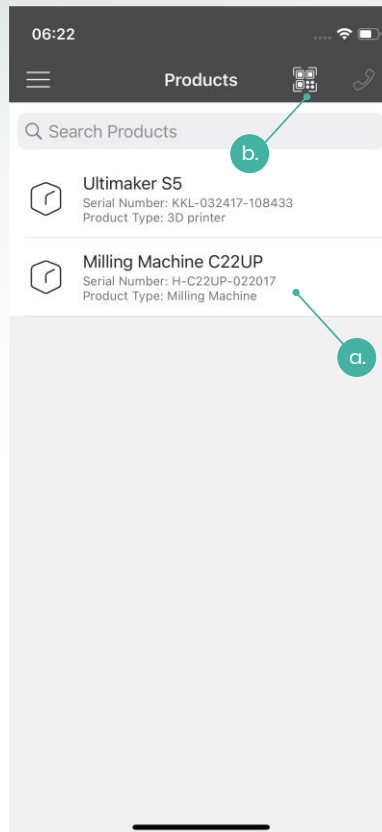 06:22
Products
Search Products
b.
Ultimaker S5
Serial Number: KKL-032417-108433
Product Type: 3D printer
Milling Machine C22UP
Serial Number: H-C22UP-022017
Product Type: Milling Machine
a.